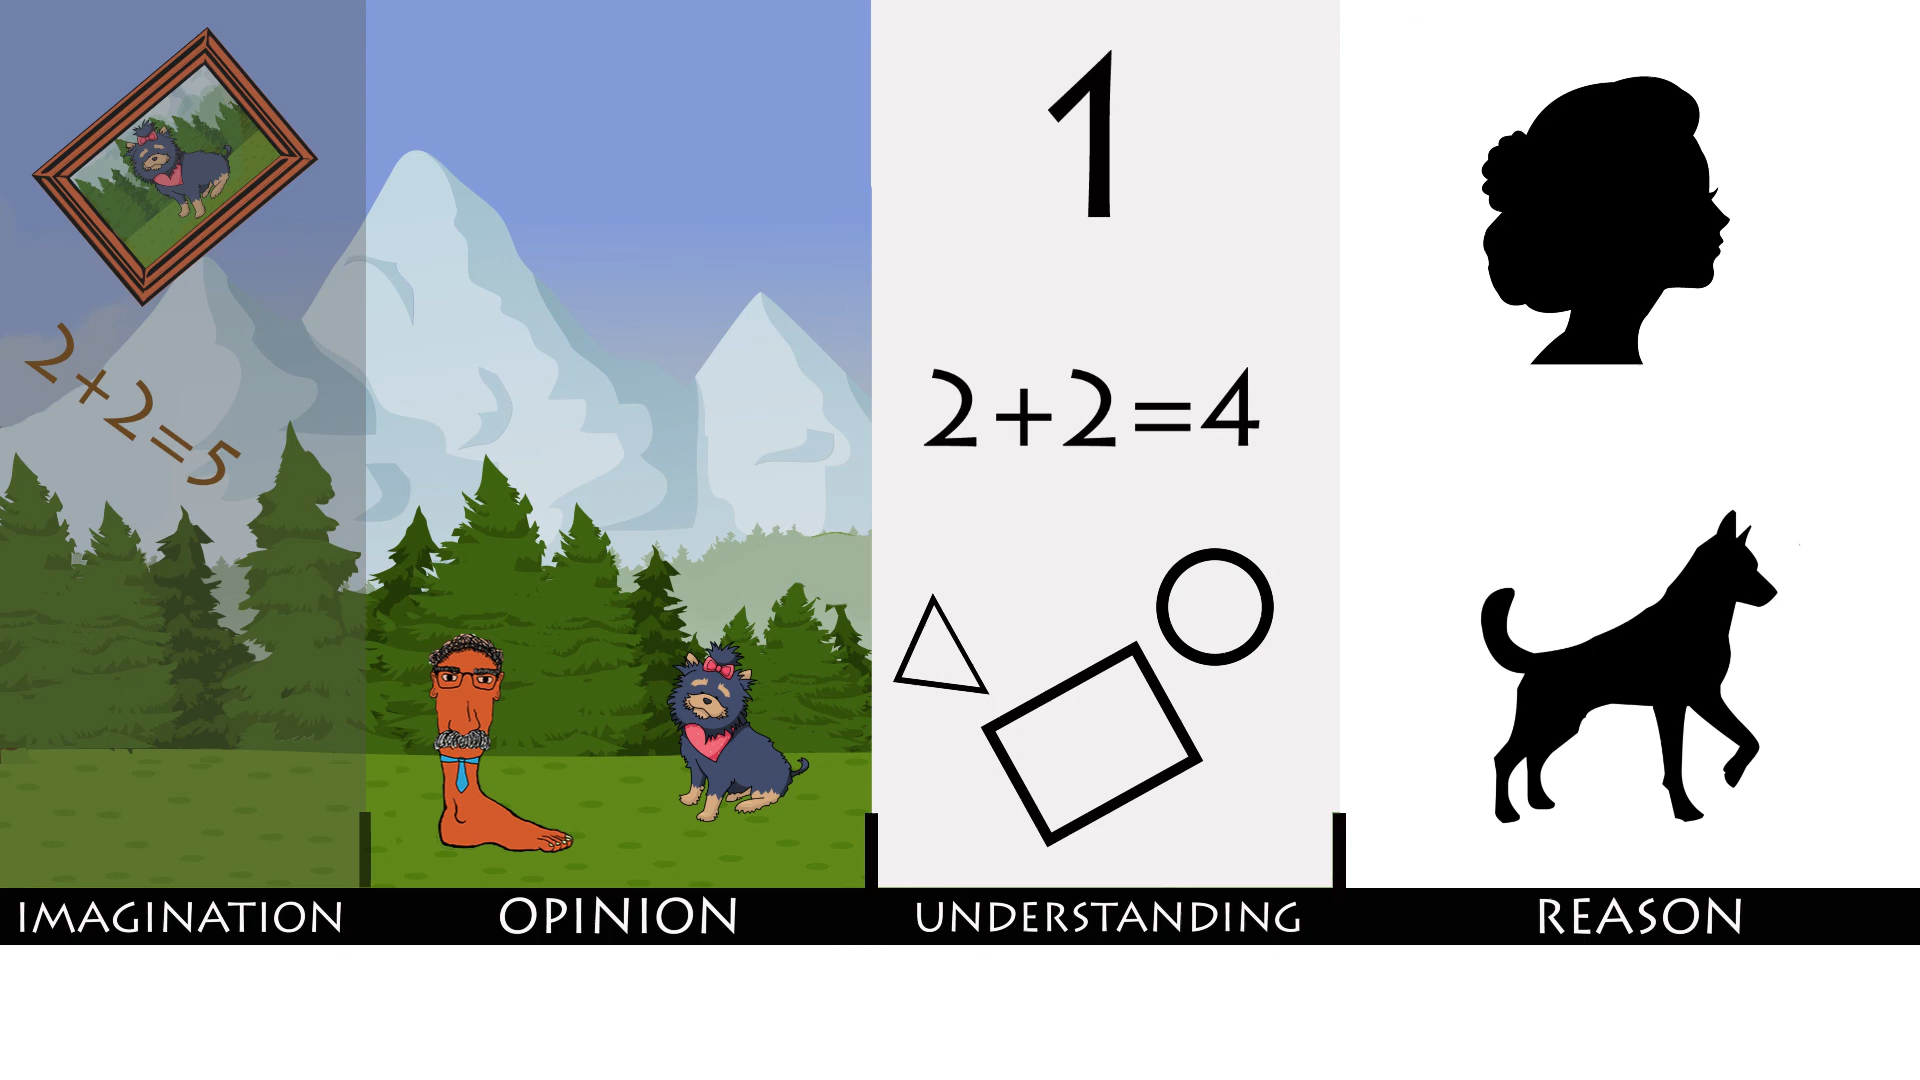 2+2=5
1
2+2=4
IMAGINATION
OPINION
UNDERSTANDING
REASON